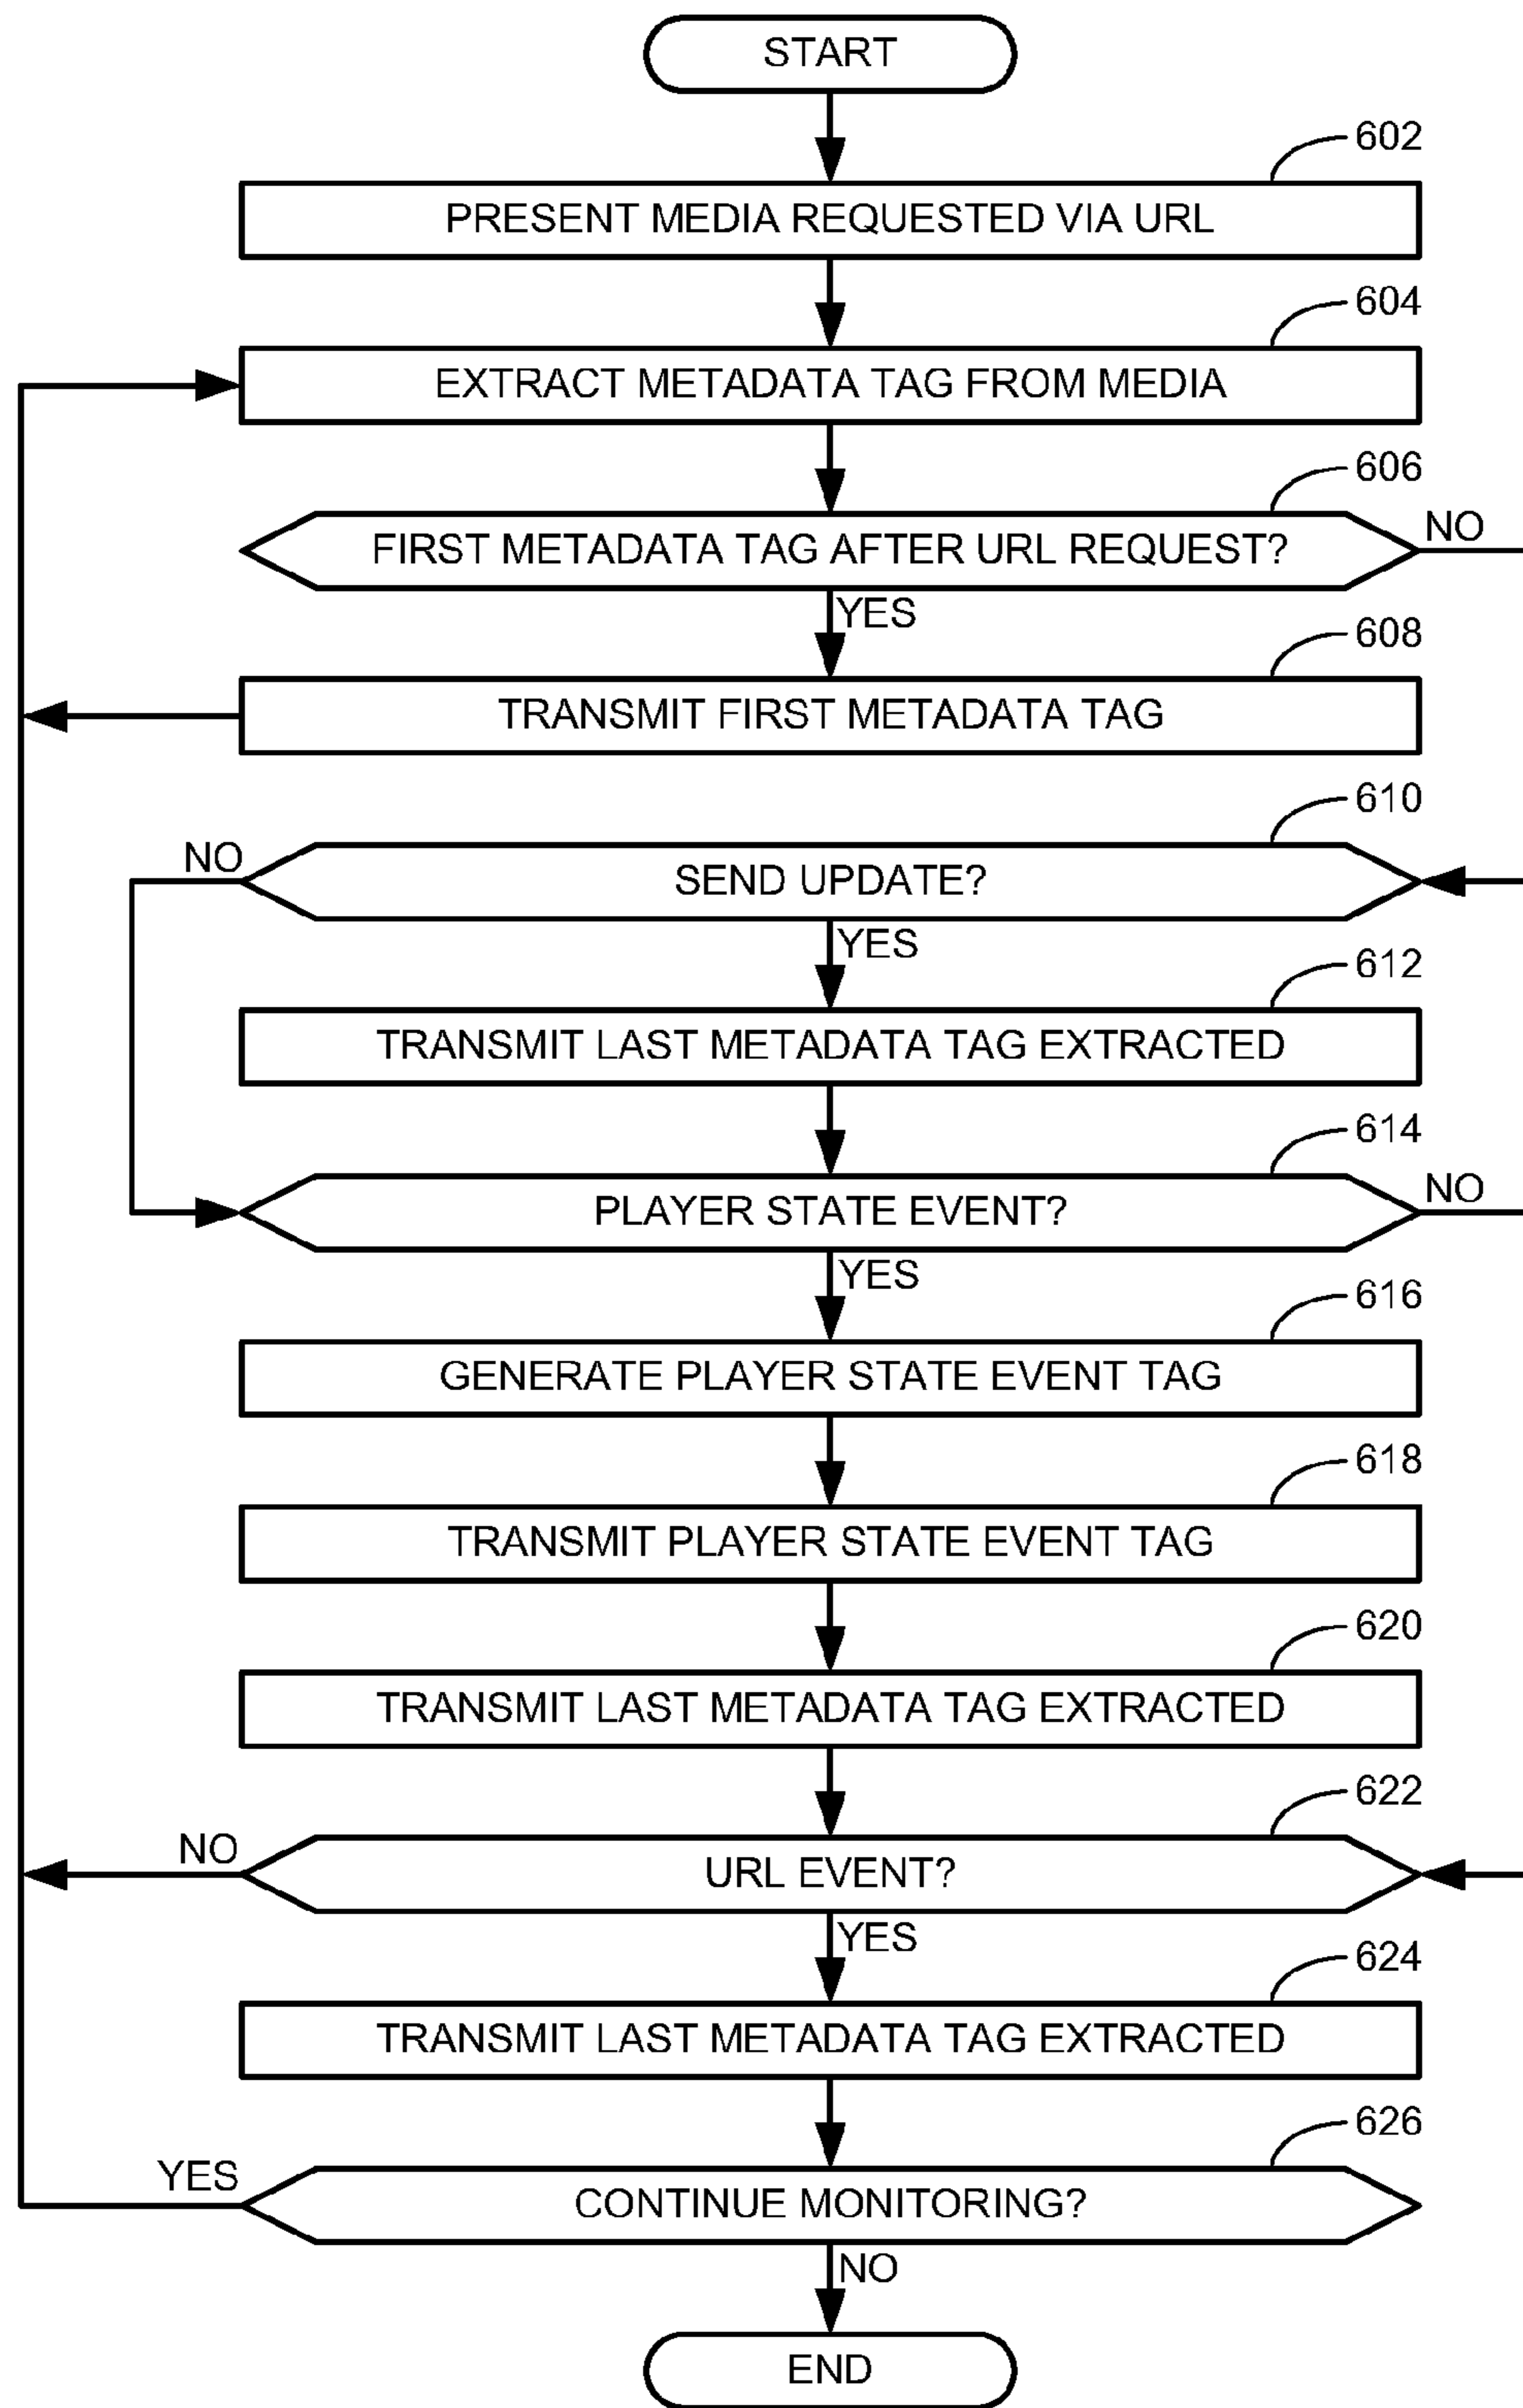 START
602
PRESENT MEDIA REQUESTED VIA URL
604
EXTRACT METADATA TAG FROM MEDIA
606
FIRST METADATA TAG AFTER URL REQUEST?
NO
YES
608
TRANSMIT FIRST METADATA TAG
610
NO
SEND UPDATE?
YES
612
TRANSMIT LAST METADATA TAG EXTRACTED
614
PLAYER STATE EVENT?
NO
YES
616
GENERATE PLAYER STATE EVENT TAG
618
TRANSMIT PLAYER STATE EVENT TAG
620
TRANSMIT LAST METADATA TAG EXTRACTED
622
NO
URL EVENT?
YES
624
TRANSMIT LAST METADATA TAG EXTRACTED
626
YES
CONTINUE MONITORING?
NO
END